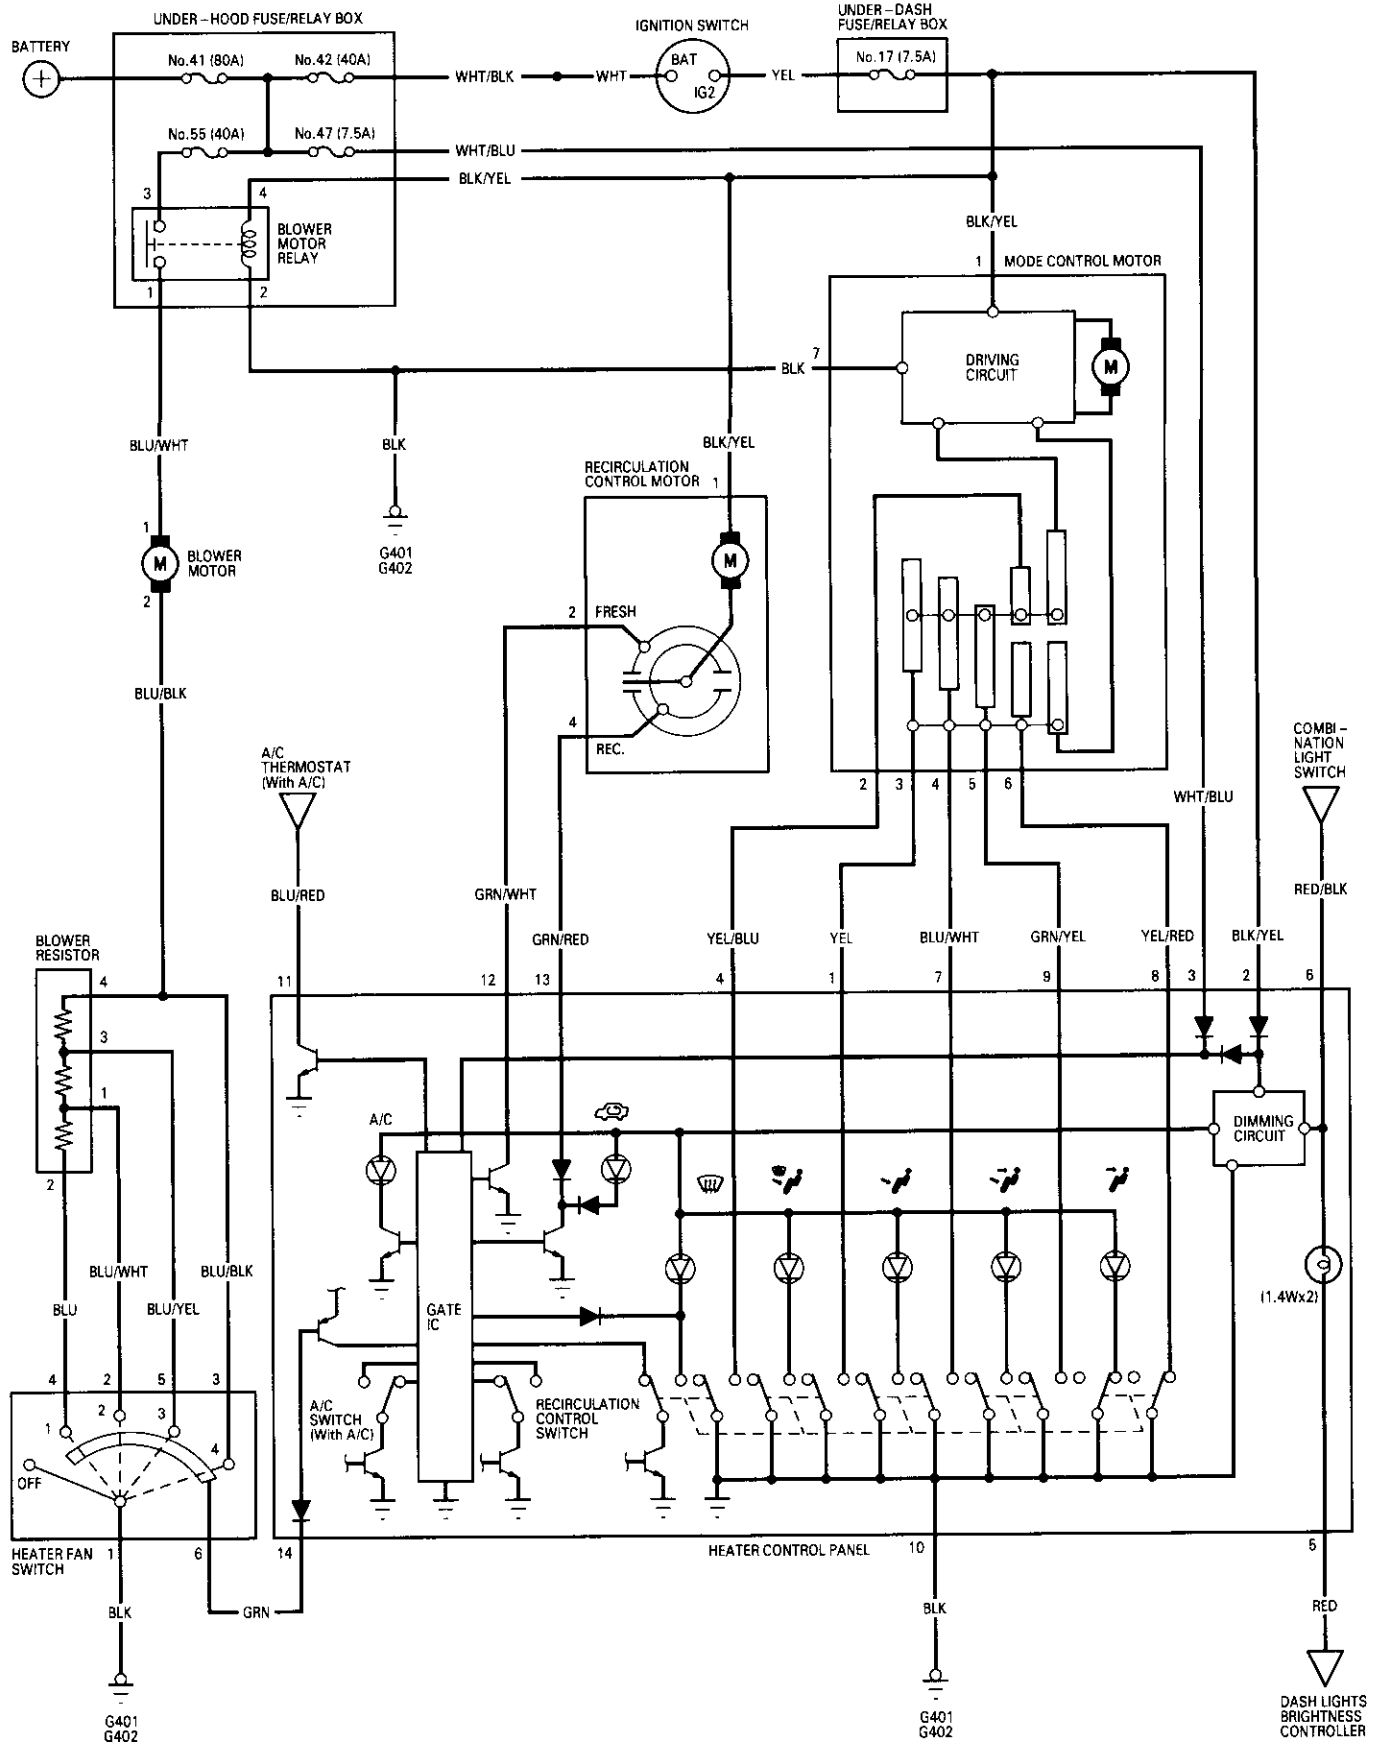 UNDER-HOOD FUSE/RELAY BOX
BATTERY
No.41 (80A)
No.42 (40A)
WHT/BLK
WHT
IGNITION SWITCH
BAT
IG2
YEL
UNDER-DASH
FUSE/RELAY BOX
No.17 (7.5A)
No.55 (40A)
No.47 (7.5A)
WHT/BLU
BLK/YEL
3
4
BLOWER
MOTOR
RELAY
1
2
BLK/YEL
1
MODE CONTROL MOTOR
DRIVING
CIRCUIT
M
BLK
7
BLU/WHT
BLK
BLK/YEL
G401
G402
1
M
BLOWER
MOTOR
2
RECIRCULATION
CONTROL MOTOR
1
M
2
FRESH
4
REC.
BLU/BLK
A/C
THERMOSTAT
(With A/C)
2
3
4
5
6
WHT/BLU
COMBI-
NATION
LIGHT
SWITCH
BLU/RED
GRN/WHT
GRN/RED
YEL/BLU
YEL
BLU/WHT
GRN/YEL
YEL/RED
BLK/YEL
RED/BLK
BLOWER
RESISTOR
4
3
1
2
11
12
13
4
1
7
9
8
3
2
6
A/C
DIMMING
CIRCUIT
GATE
IC
(1.4Wx2)
BLU
BLU/WHT
BLU/YEL
BLU/BLK
4
2
5
3
1
2
3
4
OFF
A/C
SWITCH
(With A/C)
RECIRCULATION
CONTROL
SWITCH
HEATER FAN
SWITCH
1
6
14
HEATER CONTROL PANEL
10
5
BLK
GRN
BLK
RED
G401
G402
G401
G402
DASH LIGHTS
BRIGHTNESS
CONTROLLER